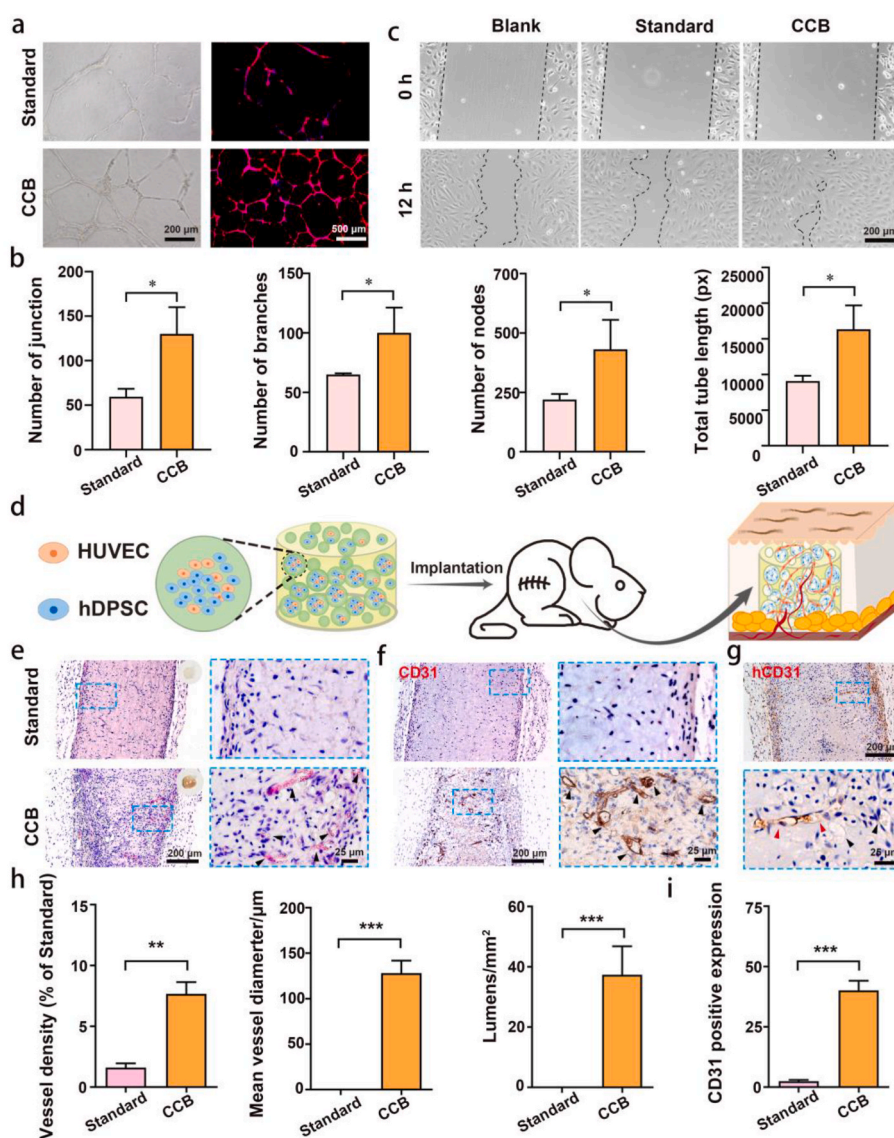 a
Standard
CCB
200 μm
500 μm
c
Blank
Standard
CCB
0 h
12 h
200 μm
b
Number of junction
200
150
100
50
0
*
Standard
CCB
Number of branches
150
100
50
0
*
Standard
CCB
Number of nodes
700
500
250
0
*
Standard
CCB
Total tube length (px)
25000
20000
15000
10000
5000
0
*
Standard
CCB
d
HUVEC
hDPSC
Implantation
e
Standard
CCB
200 μm
25 μm
f
CD31
200 μm
25 μm
g
hCD31
200 μm
25 μm
h
Vessel density (% of Standard)
15
10
5
0
**
Standard
CCB
Mean vessel diamerter/μm
200
150
100
50
0
***
Standard
CCB
Lumens/mm²
60
40
20
0
***
Standard
CCB
i
CD31 positive expression
75
50
25
0
***
Standard
CCB